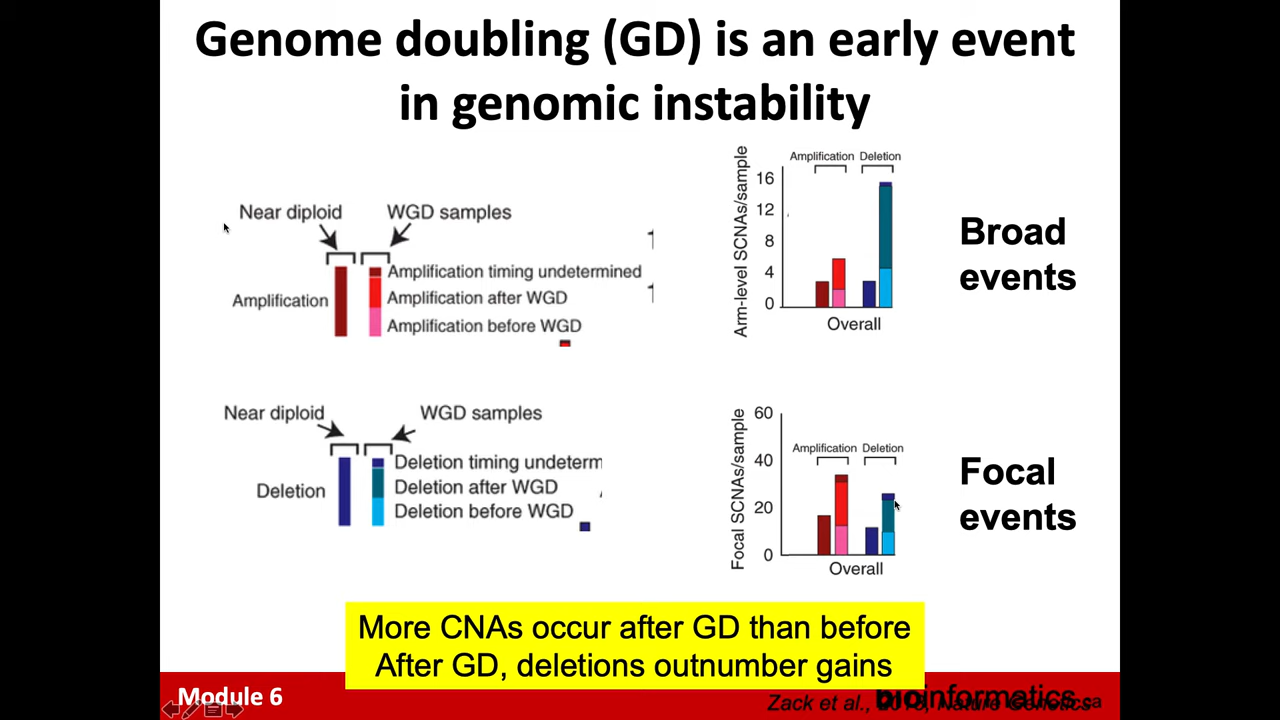 Genome doubling (GD) is an early event
in genomic instability
Near diploid
WGD samples
Amplification
Amplification timing undetermined
Amplification after WGD
Amplification before WGD
Amplification Deletion
Arm-level SCNAs/sample
16
12
8
4
0
Overall
Broad
events
Near diploid
WGD samples
Deletion
Deletion timing undeterm
Deletion after WGD
Deletion before WGD
Focal SCNAs/sample
60
40
20
0
Amplification Deletion
Overall
Focal
events
More CNAs occur after GD than before
After GD, deletions outnumber gains
Module 6
bioinformatics.ca
Zack et al., Nature Genetics